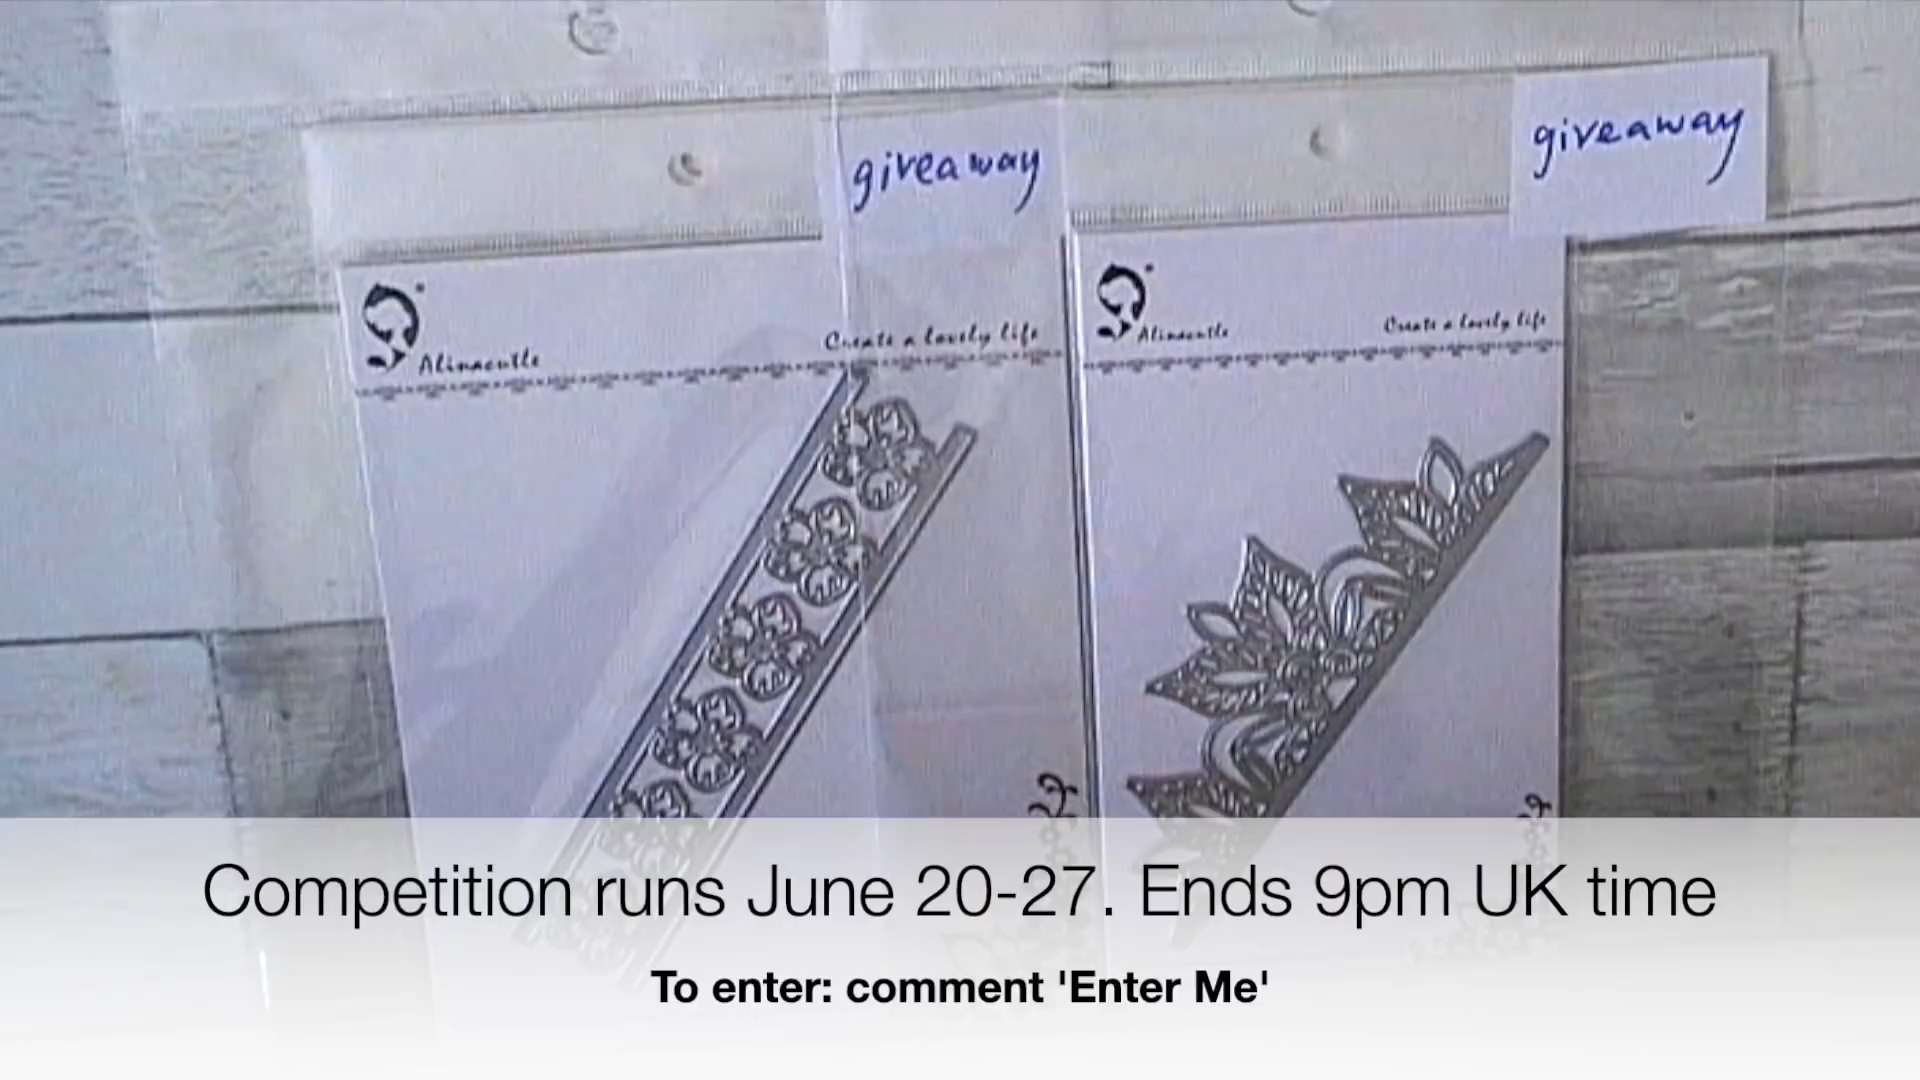 giveaway
giveaway
Alinacutle
Create a lovely life
Alinacutle
Create a lovely life
Competition runs June 20-27. Ends 9pm UK time
To enter: comment 'Enter Me'